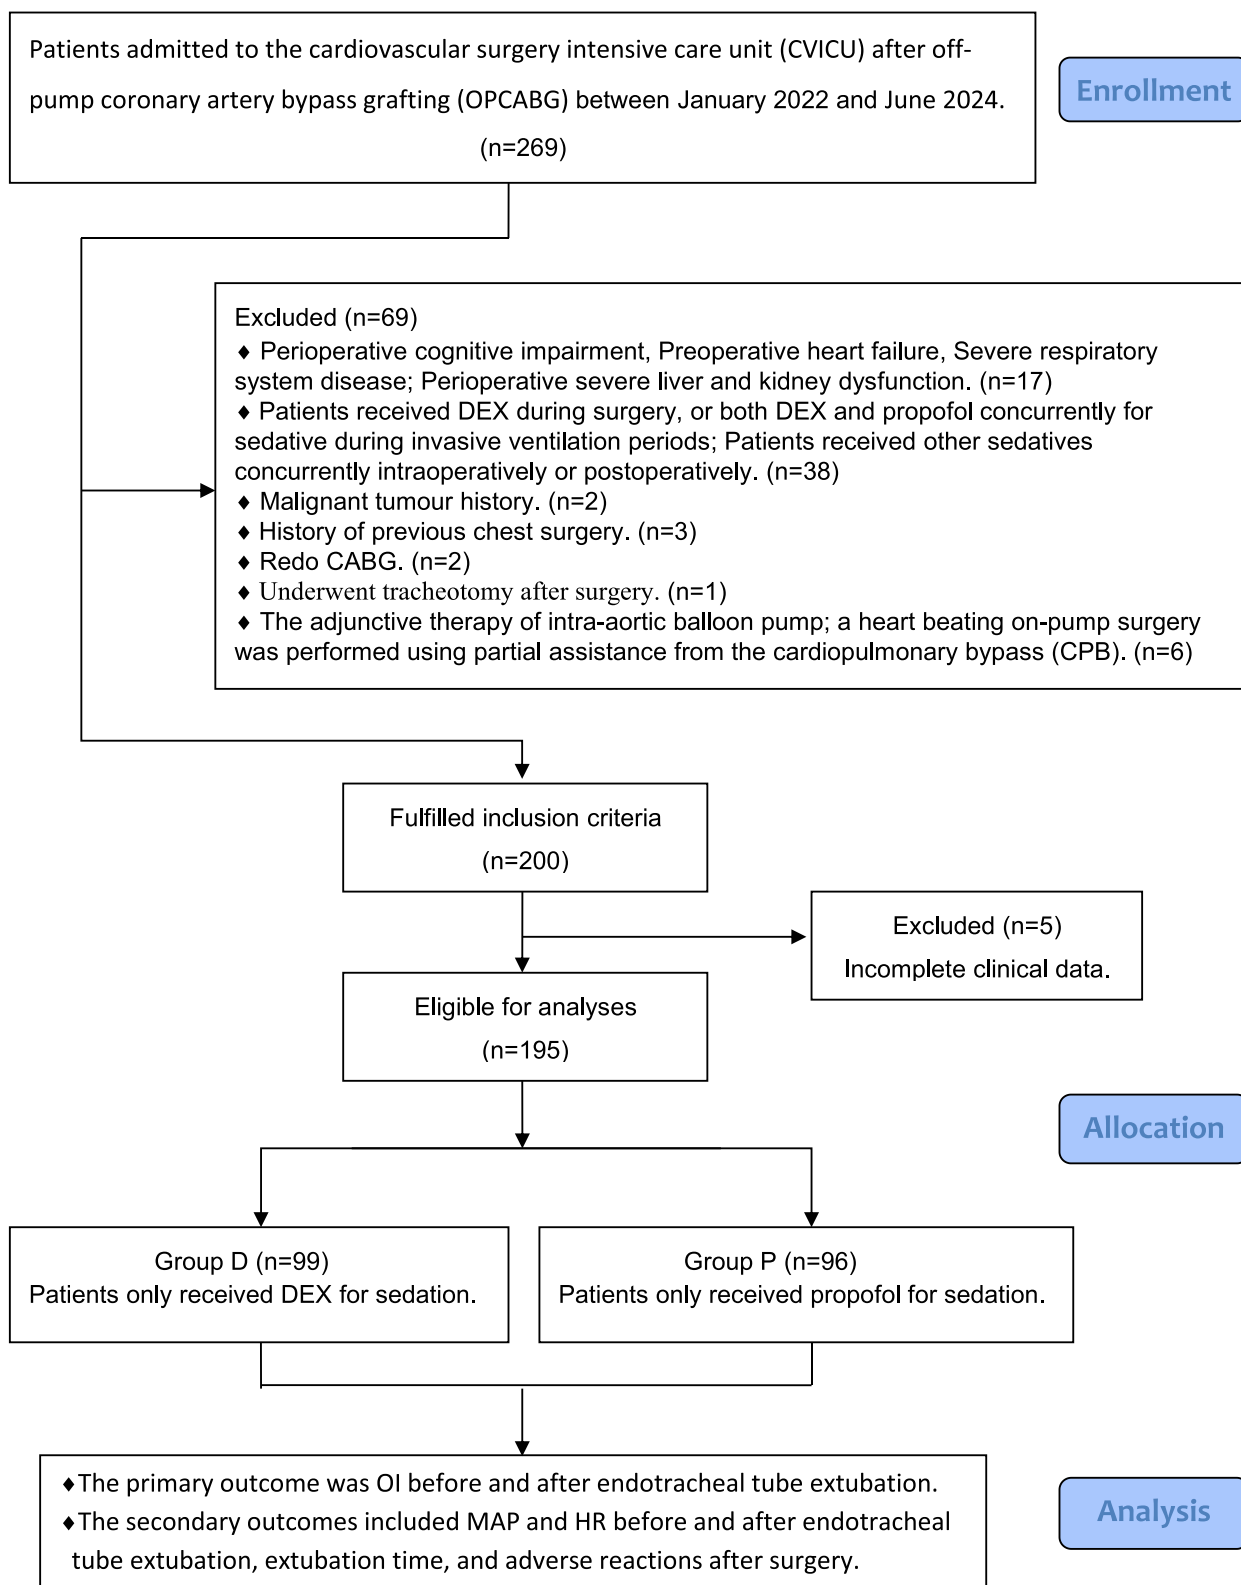 Patients admitted to the cardiovascular surgery intensive care unit (CVICU) after off-
pump coronary artery bypass grafting (OPCABG) between January 2022 and June 2024.
(n=269)
Enrollment
Excluded (n=69)
♦ Perioperative cognitive impairment, Preoperative heart failure, Severe respiratory
system disease; Perioperative severe liver and kidney dysfunction. (n=17)
♦ Patients received DEX during surgery, or both DEX and propofol concurrently for
sedative during invasive ventilation periods; Patients received other sedatives
concurrently intraoperatively or postoperatively. (n=38)
♦ Malignant tumour history. (n=2)
♦ History of previous chest surgery. (n=3)
♦ Redo CABG. (n=2)
♦ Underwent tracheotomy after surgery. (n=1)
♦ The adjunctive therapy of intra-aortic balloon pump; a heart beating on-pump surgery
was performed using partial assistance from the cardiopulmonary bypass (CPB). (n=6)
Fulfilled inclusion criteria
(n=200)
Excluded (n=5)
Incomplete clinical data.
Eligible for analyses
(n=195)
Allocation
Group D (n=99)
Patients only received DEX for sedation.
Group P (n=96)
Patients only received propofol for sedation.
♦The primary outcome was OI before and after endotracheal tube extubation.
♦The secondary outcomes included MAP and HR before and after endotracheal
tube extubation, extubation time, and adverse reactions after surgery.
Analysis